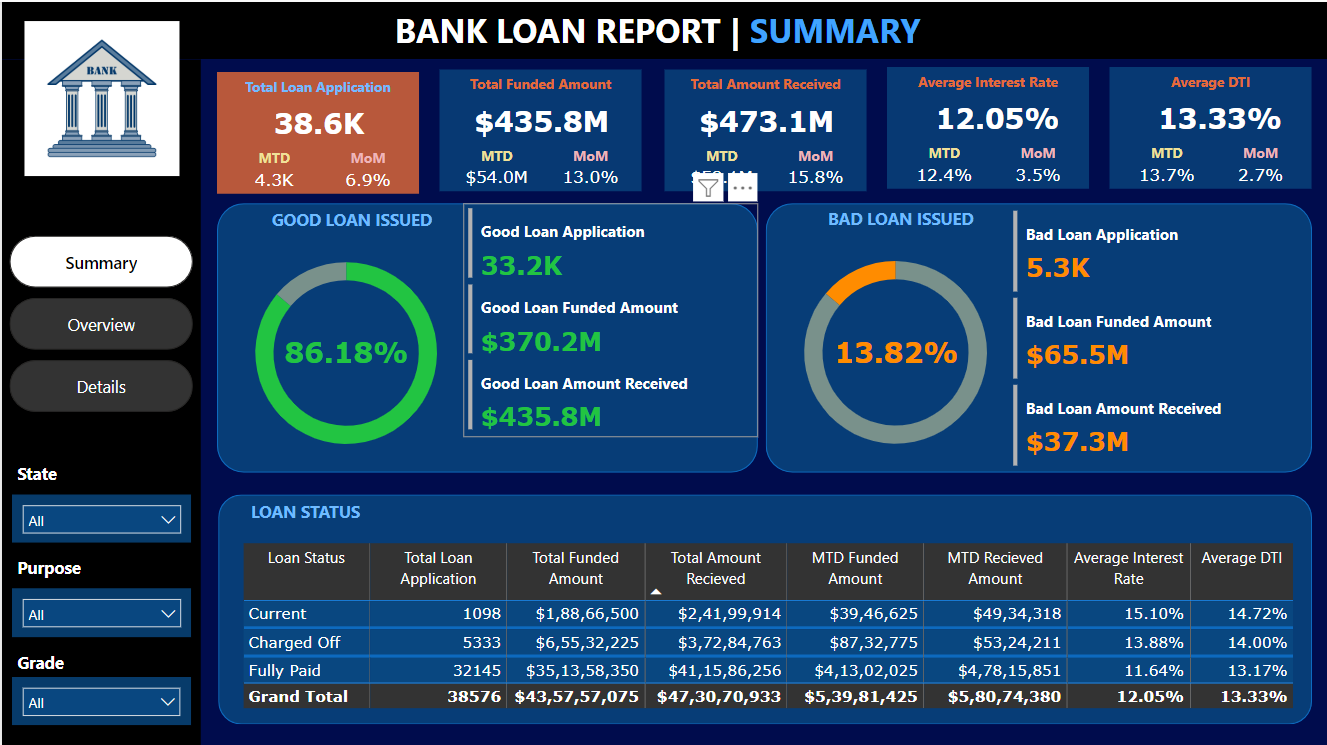 BANK LOAN REPORT | SUMMARY
BANK
Total Loan Application
38.6K
MTD MoM
4.3K 6.9%
Total Funded Amount
$435.8M
MTD MoM
$54.0M 13.0%
Total Amount Received
$473.1M
MTD MoM
15.8%
Average Interest Rate
12.05%
MTD MoM
12.4% 3.5%
Average DTI
13.33%
MTD MoM
13.7% 2.7%
Summary
Overview
Details
State
All
Purpose
All
Grade
All
GOOD LOAN ISSUED
86.18%
Good Loan Application
33.2K
Good Loan Funded Amount
$370.2M
Good Loan Amount Received
$435.8M
BAD LOAN ISSUED
13.82%
Bad Loan Application
5.3K
Bad Loan Funded Amount
$65.5M
Bad Loan Amount Received
$37.3M
LOAN STATUS
Loan Status Total Loan Application Total Funded Amount Total Amount Recieved MTD Funded Amount MTD Recieved Amount Average Interest Rate Average DTI
Current 1098 $1,88,66,500 $2,41,99,914 $39,46,625 $49,34,318 15.10% 14.72%
Charged Off 5333 $6,55,32,225 $3,72,84,763 $87,32,775 $53,24,211 13.88% 14.00%
Fully Paid 32145 $35,13,58,350 $41,15,86,256 $4,13,02,025 $4,78,15,851 11.64% 13.17%
Grand Total 38576 $43,57,57,075 $47,30,70,933 $5,39,81,425 $5,80,74,380 12.05% 13.33%